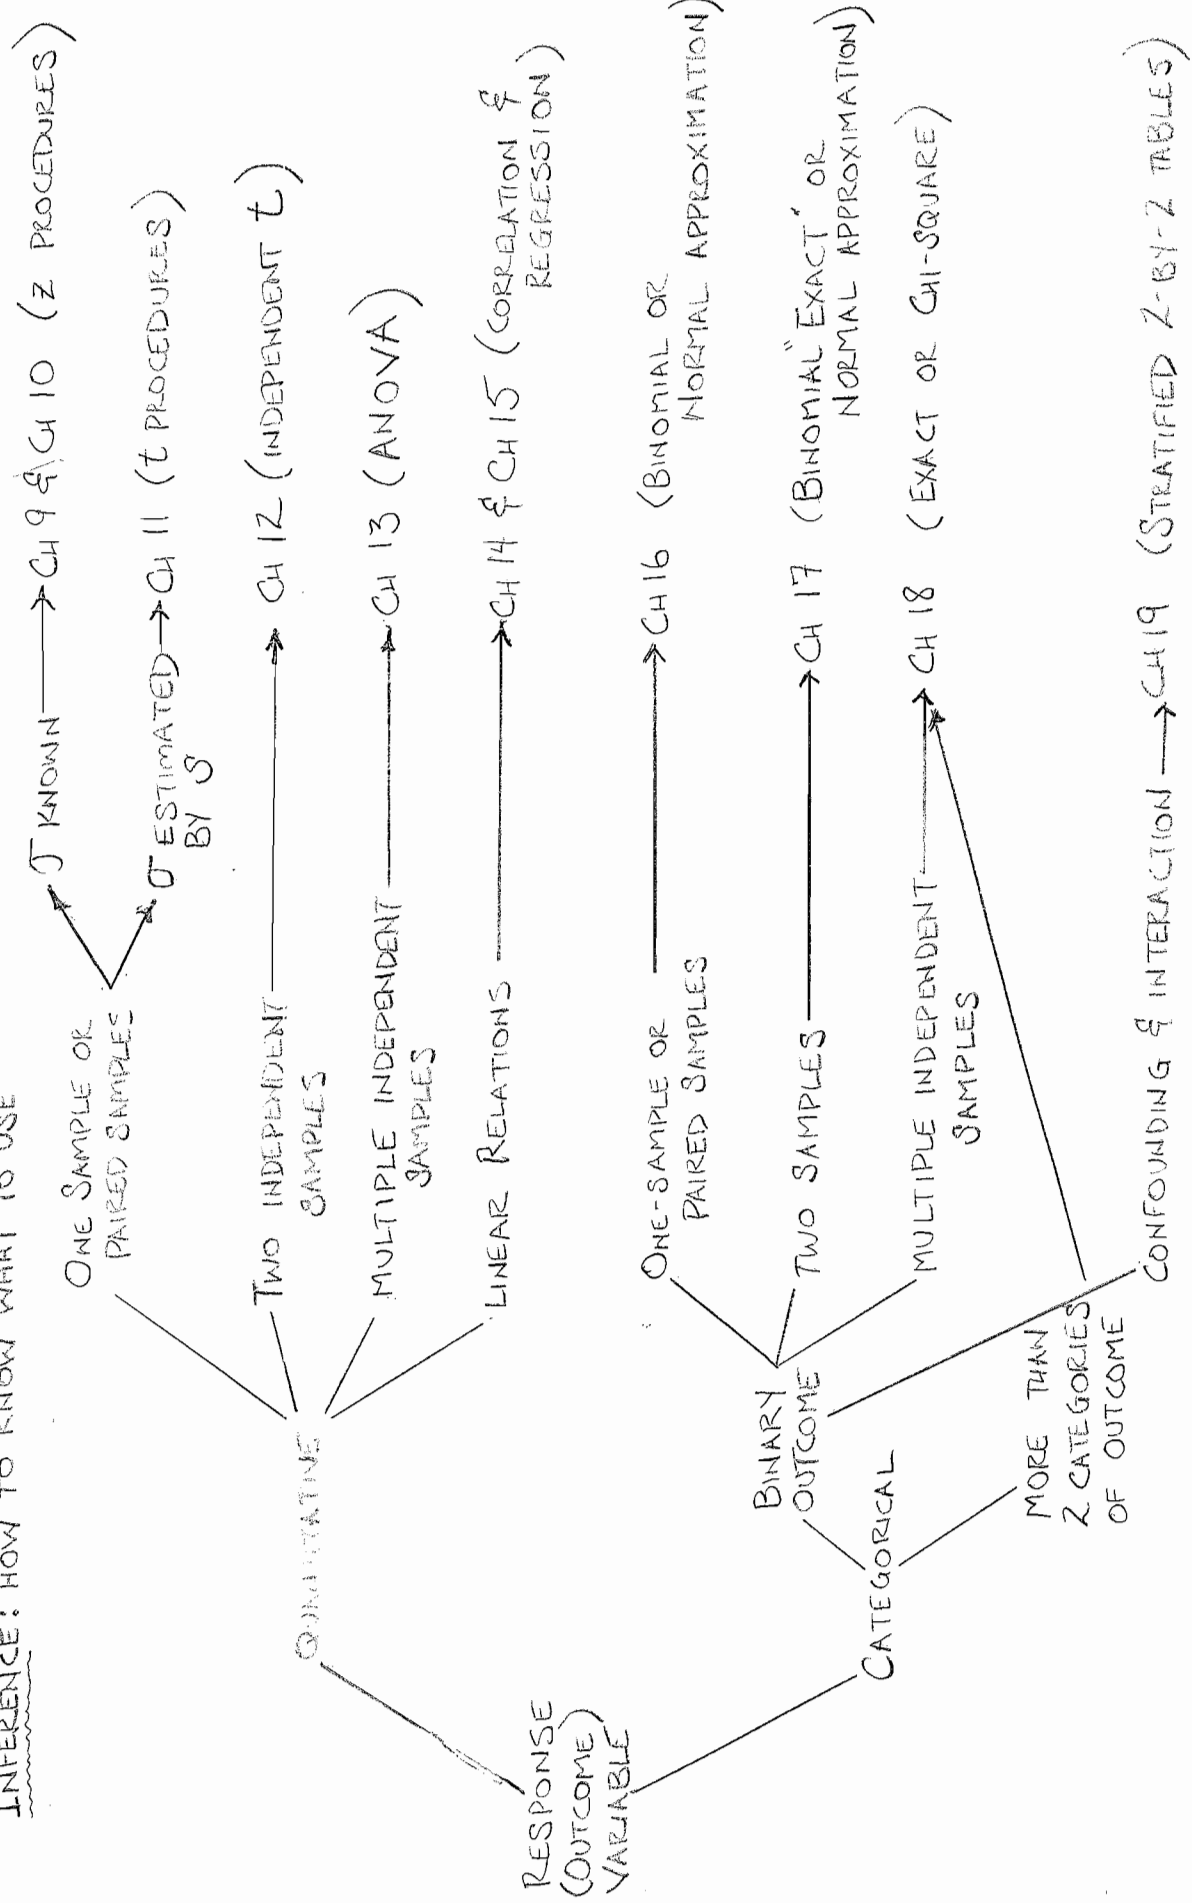 INFERENCE: HOW TO KNOW WHAT TO USE
RESPONSE
(OUTCOME)
VARIABLE
QUANTITATIVE
ONE SAMPLE OR
PAIRED SAMPLES
σ KNOWN → CH 9 & CH 10 (Z PROCEDURES)
σ ESTIMATED → CH 11 (t PROCEDURES)
BY S
TWO INDEPENDENT → CH 12 (INDEPENDENT t)
SAMPLES
MULTIPLE INDEPENDENT → CH 13 (ANOVA)
SAMPLES
LINEAR RELATIONS → CH 14 & CH 15 (CORRELATION &
REGRESSION)
CATEGORICAL
BINARY
OUTCOME
ONE-SAMPLE OR → CH 16 (BINOMIAL OR
PAIRED SAMPLES
NORMAL APPROXIMATION)
TWO SAMPLES → CH 17 (BINOMIAL "EXACT" OR
NORMAL APPROXIMATION)
MULTIPLE INDEPENDENT → CH 18 (EXACT OR CHI-SQUARE)
SAMPLES
MORE THAN
2 CATEGORIES
OF OUTCOME
CONFOUNDING & INTERACTION → CH 19 (STRATIFIED 2-BY-2 TABLES)